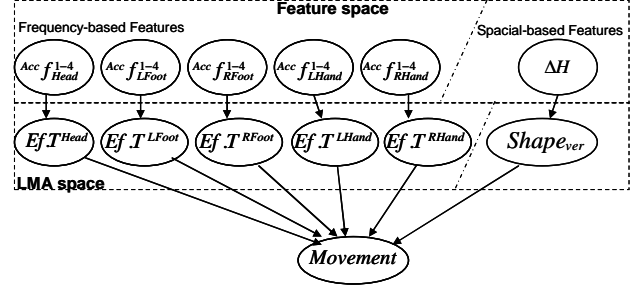 Feature space
Frequency-based Features
Spacial-based Features
Acc f 1–4 Head
Acc f 1–4 LFoot
Acc f 1–4 RFoot
Acc f 1–4 LHand
Acc f 1–4 RHand
ΔH
Ef.T Head
Ef.T LFoot
Ef.T RFoot
Ef.T LHand
Ef.T RHand
Shape ver
LMA space
Movement